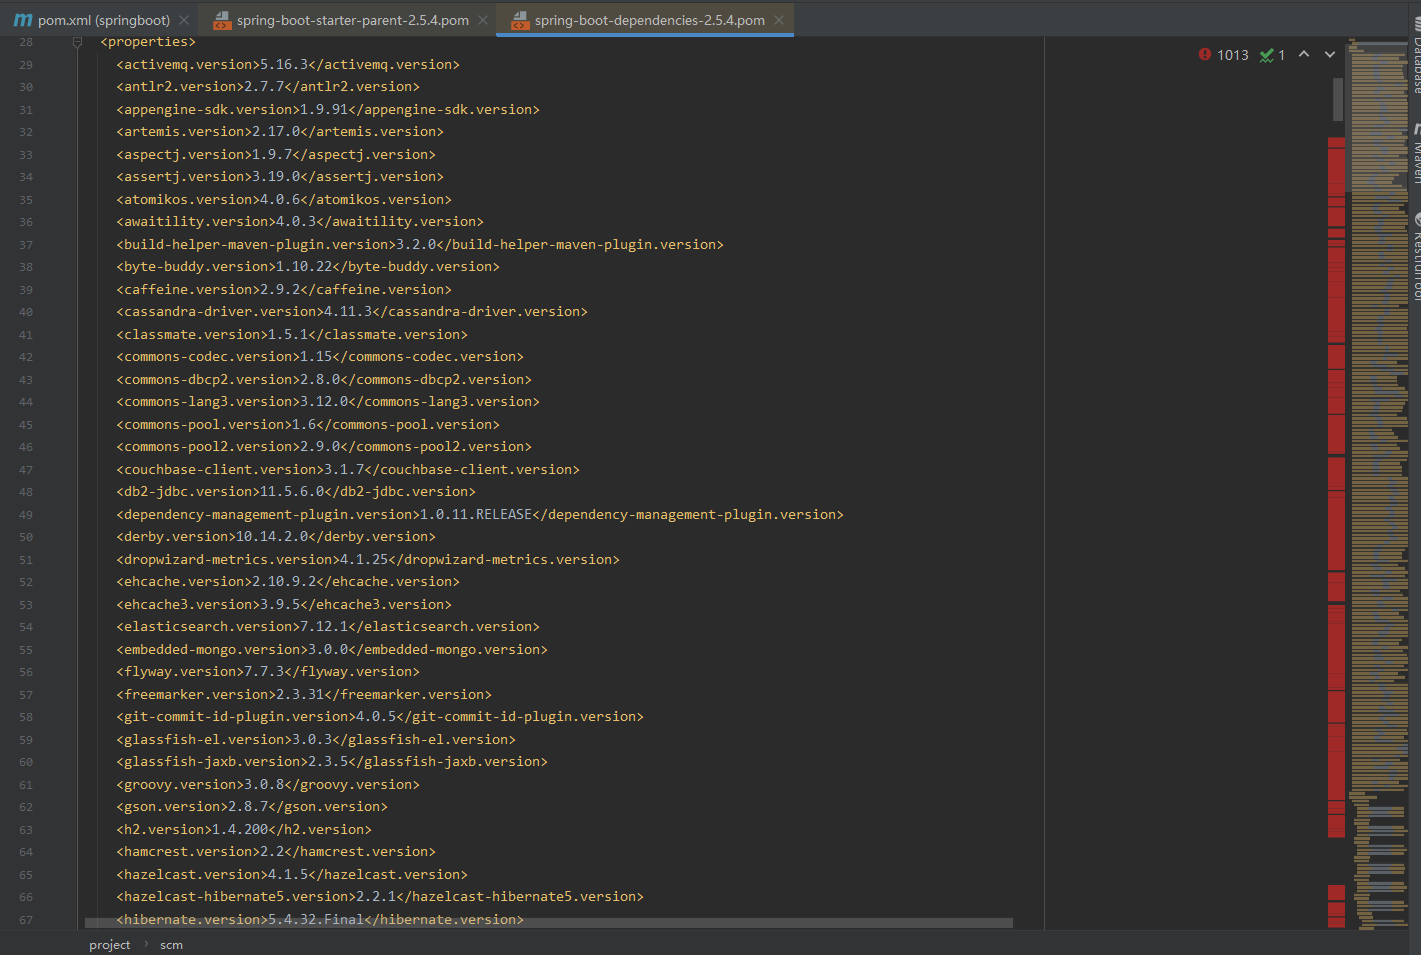 pom.xml (springboot)
spring-boot-starter-parent-2.5.4.pom
spring-boot-dependencies-2.5.4.pom
1013
1
28 <properties>
29 <activemq.version>5.16.3</activemq.version>
30 <antlr2.version>2.7.7</antlr2.version>
31 <appengine-sdk.version>1.9.91</appengine-sdk.version>
32 <artemis.version>2.17.0</artemis.version>
33 <aspectj.version>1.9.7</aspectj.version>
34 <assertj.version>3.19.0</assertj.version>
35 <atomikos.version>4.0.6</atomikos.version>
36 <awaitility.version>4.0.3</awaitility.version>
37 <build-helper-maven-plugin.version>3.2.0</build-helper-maven-plugin.version>
38 <byte-buddy.version>1.10.22</byte-buddy.version>
39 <caffeine.version>2.9.2</caffeine.version>
40 <cassandra-driver.version>4.11.3</cassandra-driver.version>
41 <classmate.version>1.5.1</classmate.version>
42 <commons-codec.version>1.15</commons-codec.version>
43 <commons-dbcp2.version>2.8.0</commons-dbcp2.version>
44 <commons-lang3.version>3.12.0</commons-lang3.version>
45 <commons-pool.version>1.6</commons-pool.version>
46 <commons-pool2.version>2.9.0</commons-pool2.version>
47 <couchbase-client.version>3.1.7</couchbase-client.version>
48 <db2-jdbc.version>11.5.6.0</db2-jdbc.version>
49 <dependency-management-plugin.version>1.0.11.RELEASE</dependency-management-plugin.version>
50 <derby.version>10.14.2.0</derby.version>
51 <dropwizard-metrics.version>4.1.25</dropwizard-metrics.version>
52 <ehcache.version>2.10.9.2</ehcache.version>
53 <ehcache3.version>3.9.5</ehcache3.version>
54 <elasticsearch.version>7.12.1</elasticsearch.version>
55 <embedded-mongo.version>3.0.0</embedded-mongo.version>
56 <flyway.version>7.7.3</flyway.version>
57 <freemarker.version>2.3.31</freemarker.version>
58 <git-commit-id-plugin.version>4.0.5</git-commit-id-plugin.version>
59 <glassfish-el.version>3.0.3</glassfish-el.version>
60 <glassfish-jaxb.version>2.3.5</glassfish-jaxb.version>
61 <groovy.version>3.0.8</groovy.version>
62 <gson.version>2.8.7</gson.version>
63 <h2.version>1.4.200</h2.version>
64 <hamcrest.version>2.2</hamcrest.version>
65 <hazelcast.version>4.1.5</hazelcast.version>
66 <hazelcast-hibernate5.version>2.2.1</hazelcast-hibernate5.version>
67 <hibernate.version>5.4.32.Final</hibernate.version>
project
scm
Database
Maven